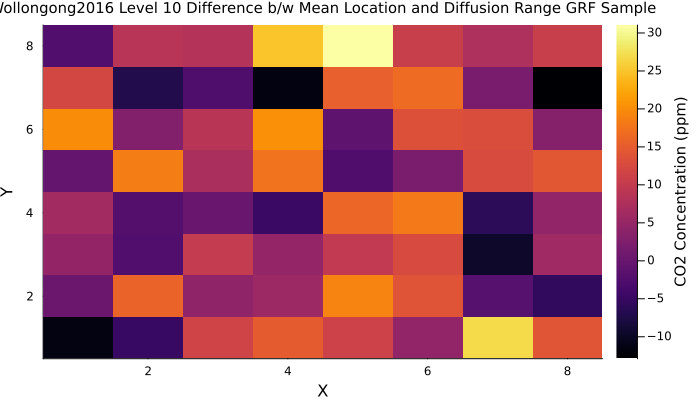 Wollongong2016 Level 10 Difference b/w Mean Location and Diffusion Range GRF Sample
8
6
4
2
Y
2 4 6 8
X
30
25
20
15
10
5
0
−5
−10
CO2 Concentration (ppm)